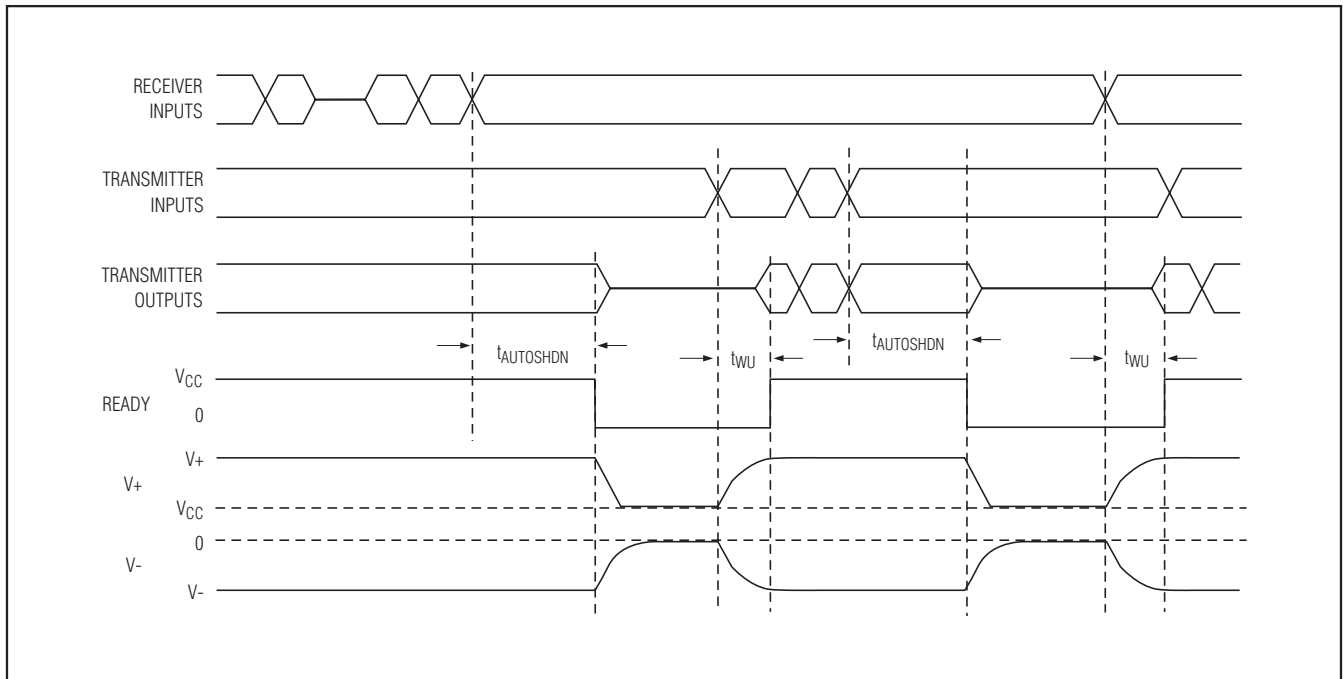 RECEIVER
INPUTS
TRANSMITTER
INPUTS
TRANSMITTER
OUTPUTS
tAUTOSHDN
tWU
tAUTOSHDN
tWU
VCC
READY
0
V+
V+
VCC
0
V-
V-